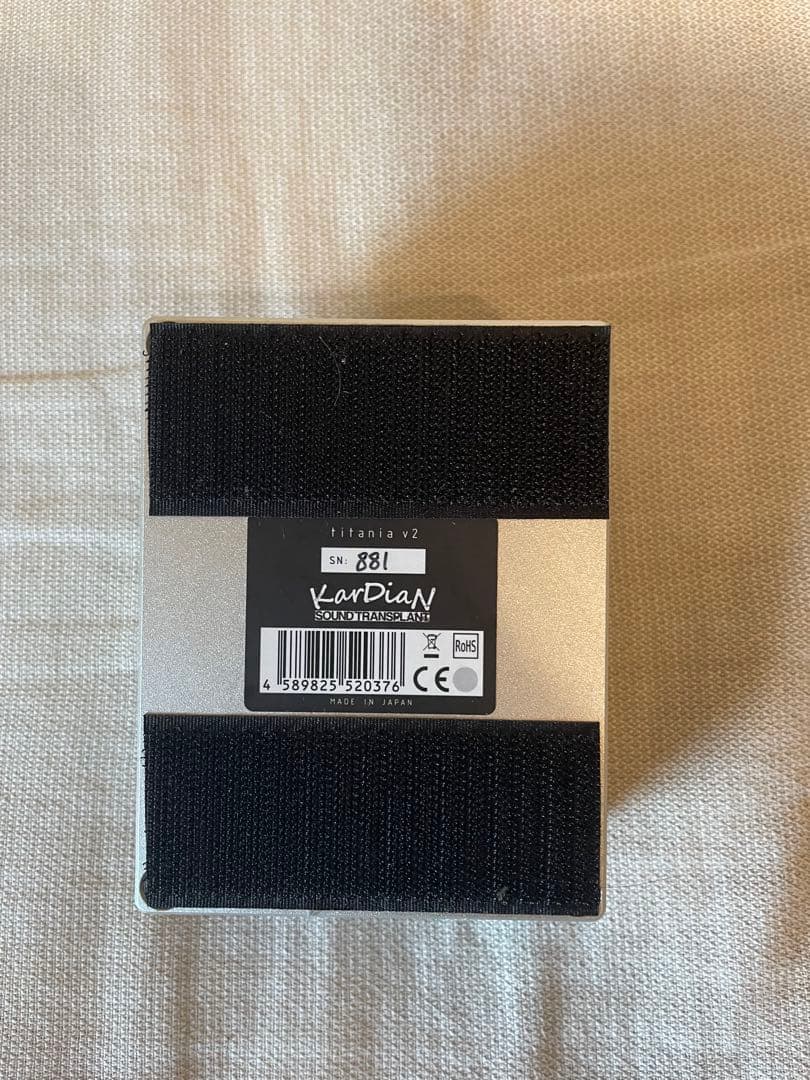 titania v2
SN: 881
KarDiaN
SOUND TRANSPLANT
RoHS
CE
4 589825 520376
MADE IN JAPAN